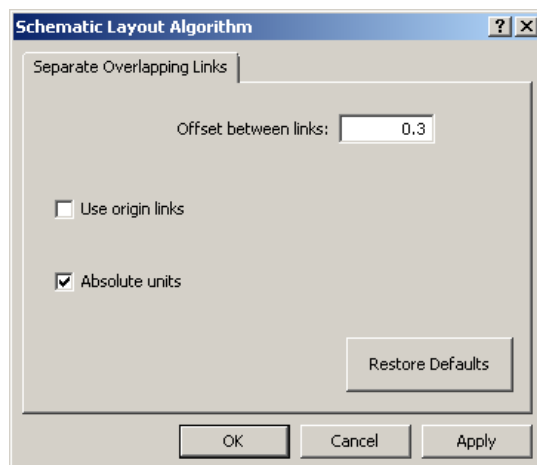 Schematic Layout Algorithm ? X
Separate Overlapping Links
Offset between links: 0.3
Use origin links
Absolute units
Restore Defaults
OK Cancel Apply